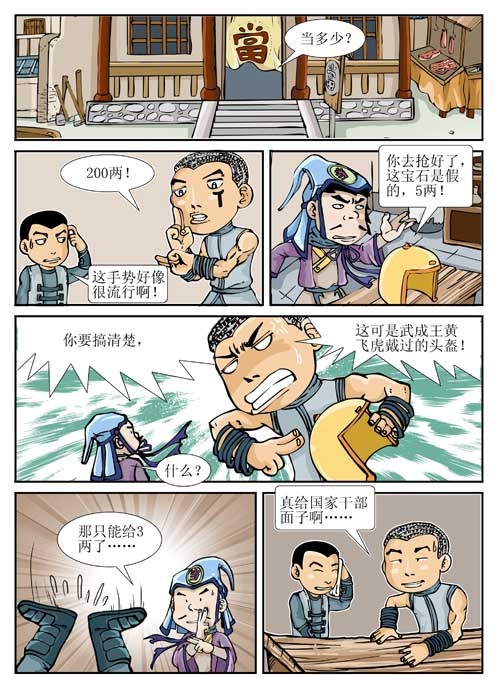 當
当多少？
當
200两！
这手势好像
很流行啊！
你去抢好了，
这宝石是假
的，5两！
你要搞清楚，
这可是武成王黄
飞虎戴过的头盔！
什么？
那只能给3
两了……
真给国家干部
面子啊……